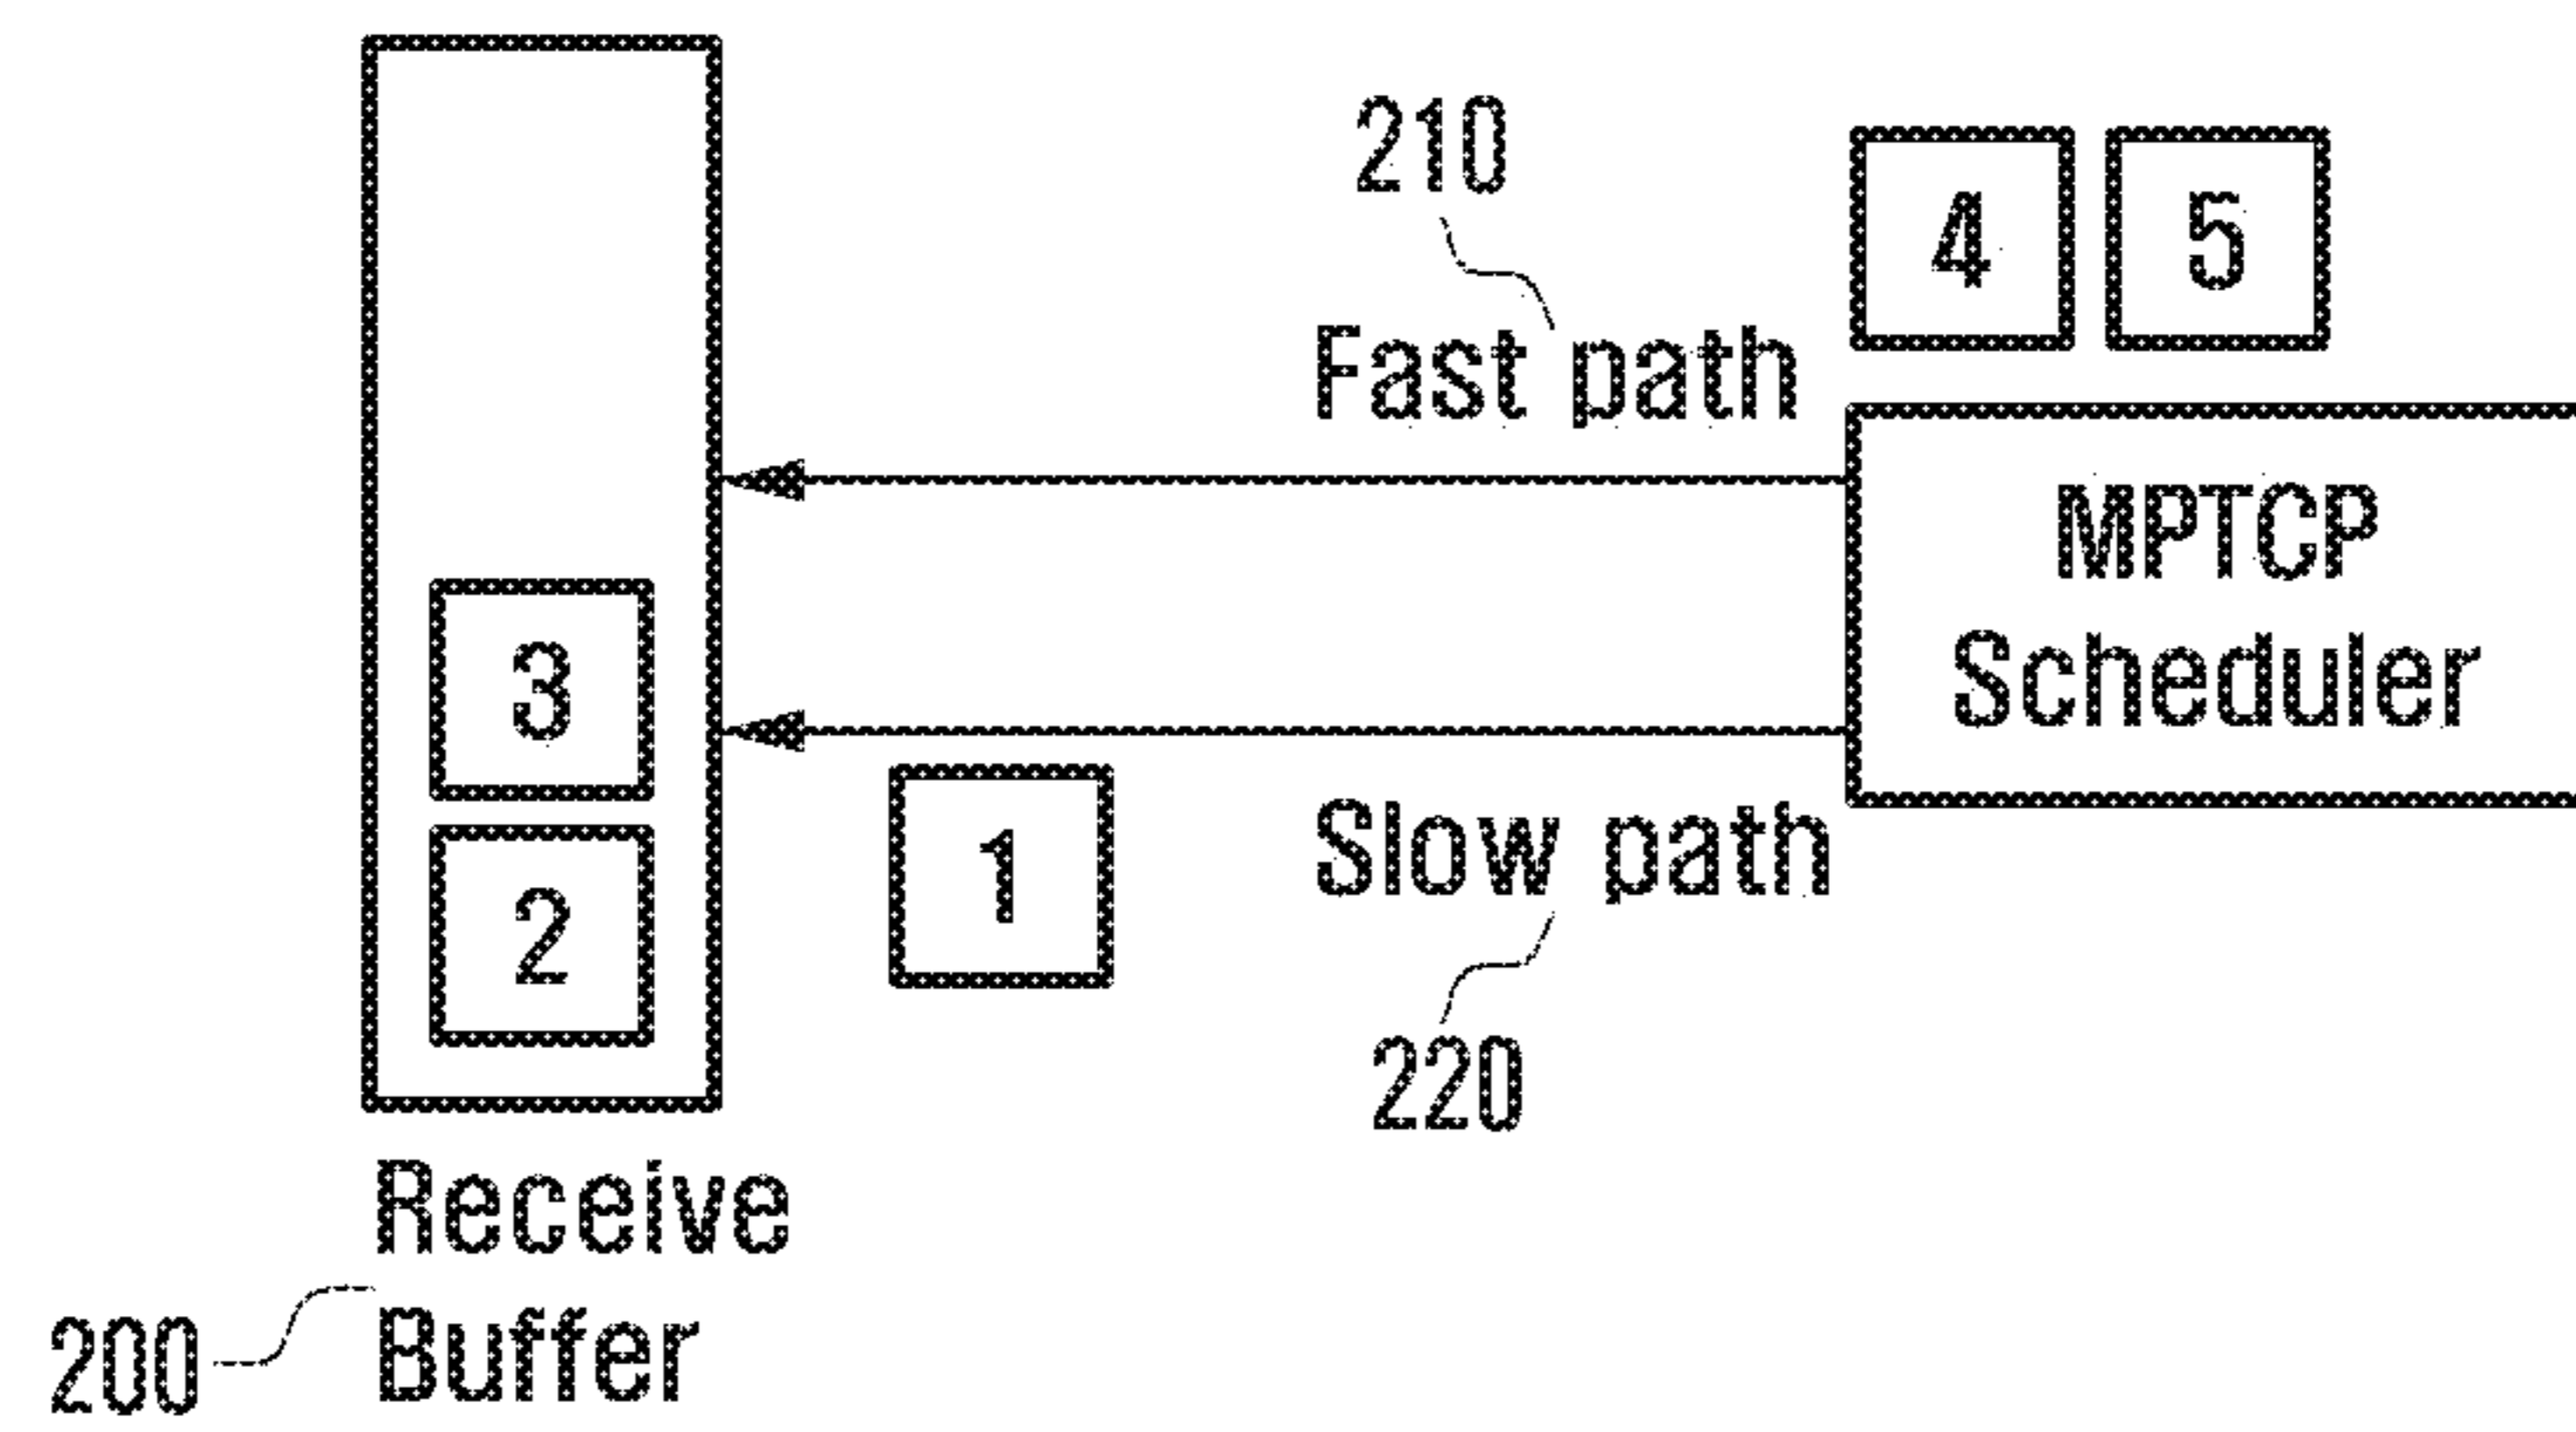 210
4 5
Fast path
MPTCP
Scheduler
3
1
Slow path
2
220
Receive
Buffer
200